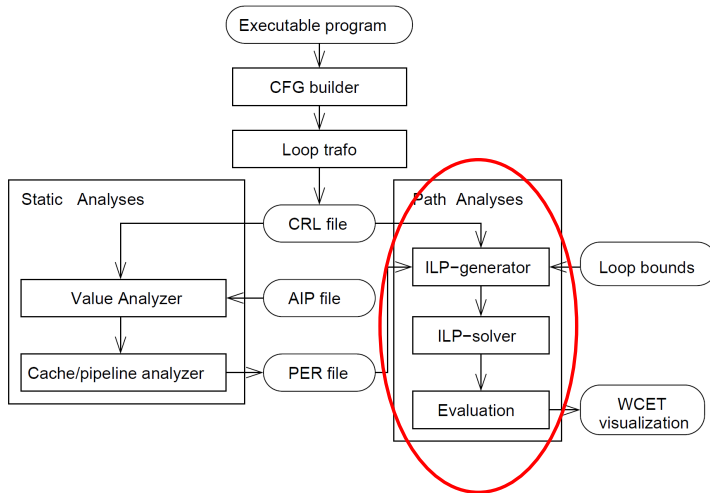 Executable program
CFG builder
Loop trafo
Static Analyses
Path Analyses
CRL file
ILP−generator
Loop bounds
Value Analyzer
AIP file
ILP−solver
Cache/pipeline analyzer
PER file
Evaluation
WCET
visualization